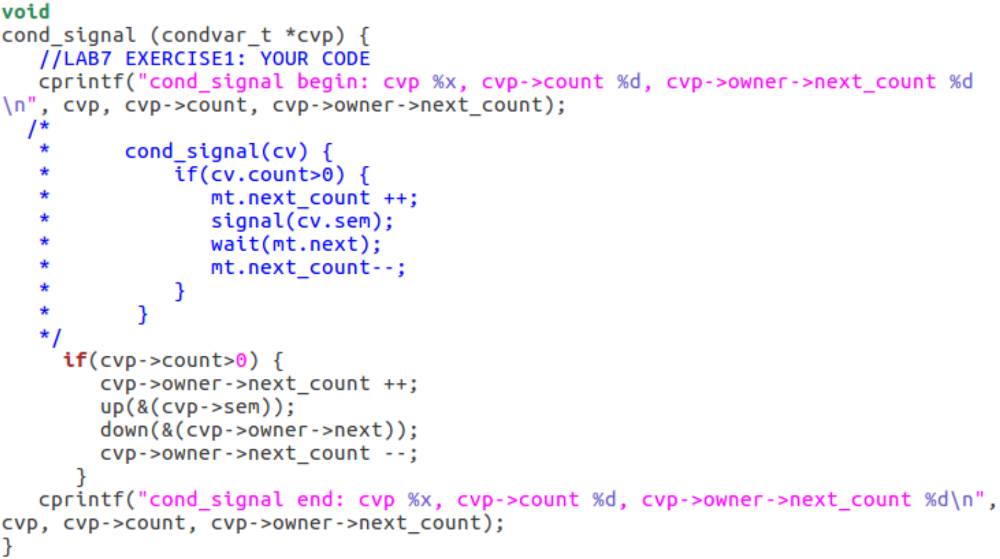 void
cond_signal (condvar_t *cvp) {
   //LAB7 EXERCISE1: YOUR CODE
   cprintf("cond_signal begin: cvp %x, cvp->count %d, cvp->owner->next_count %d
\n", cvp, cvp->count, cvp->owner->next_count);
  /*
   *      cond_signal(cv) {
   *          if(cv.count>0) {
   *             mt.next_count ++;
   *             signal(cv.sem);
   *             wait(mt.next);
   *             mt.next_count--;
   *          }
   *       }
   */
     if(cvp->count>0) {
        cvp->owner->next_count ++;
        up(&(cvp->sem));
        down(&(cvp->owner->next));
        cvp->owner->next_count --;
      }
   cprintf("cond_signal end: cvp %x, cvp->count %d, cvp->owner->next_count %d\n",
cvp, cvp->count, cvp->owner->next_count);
}